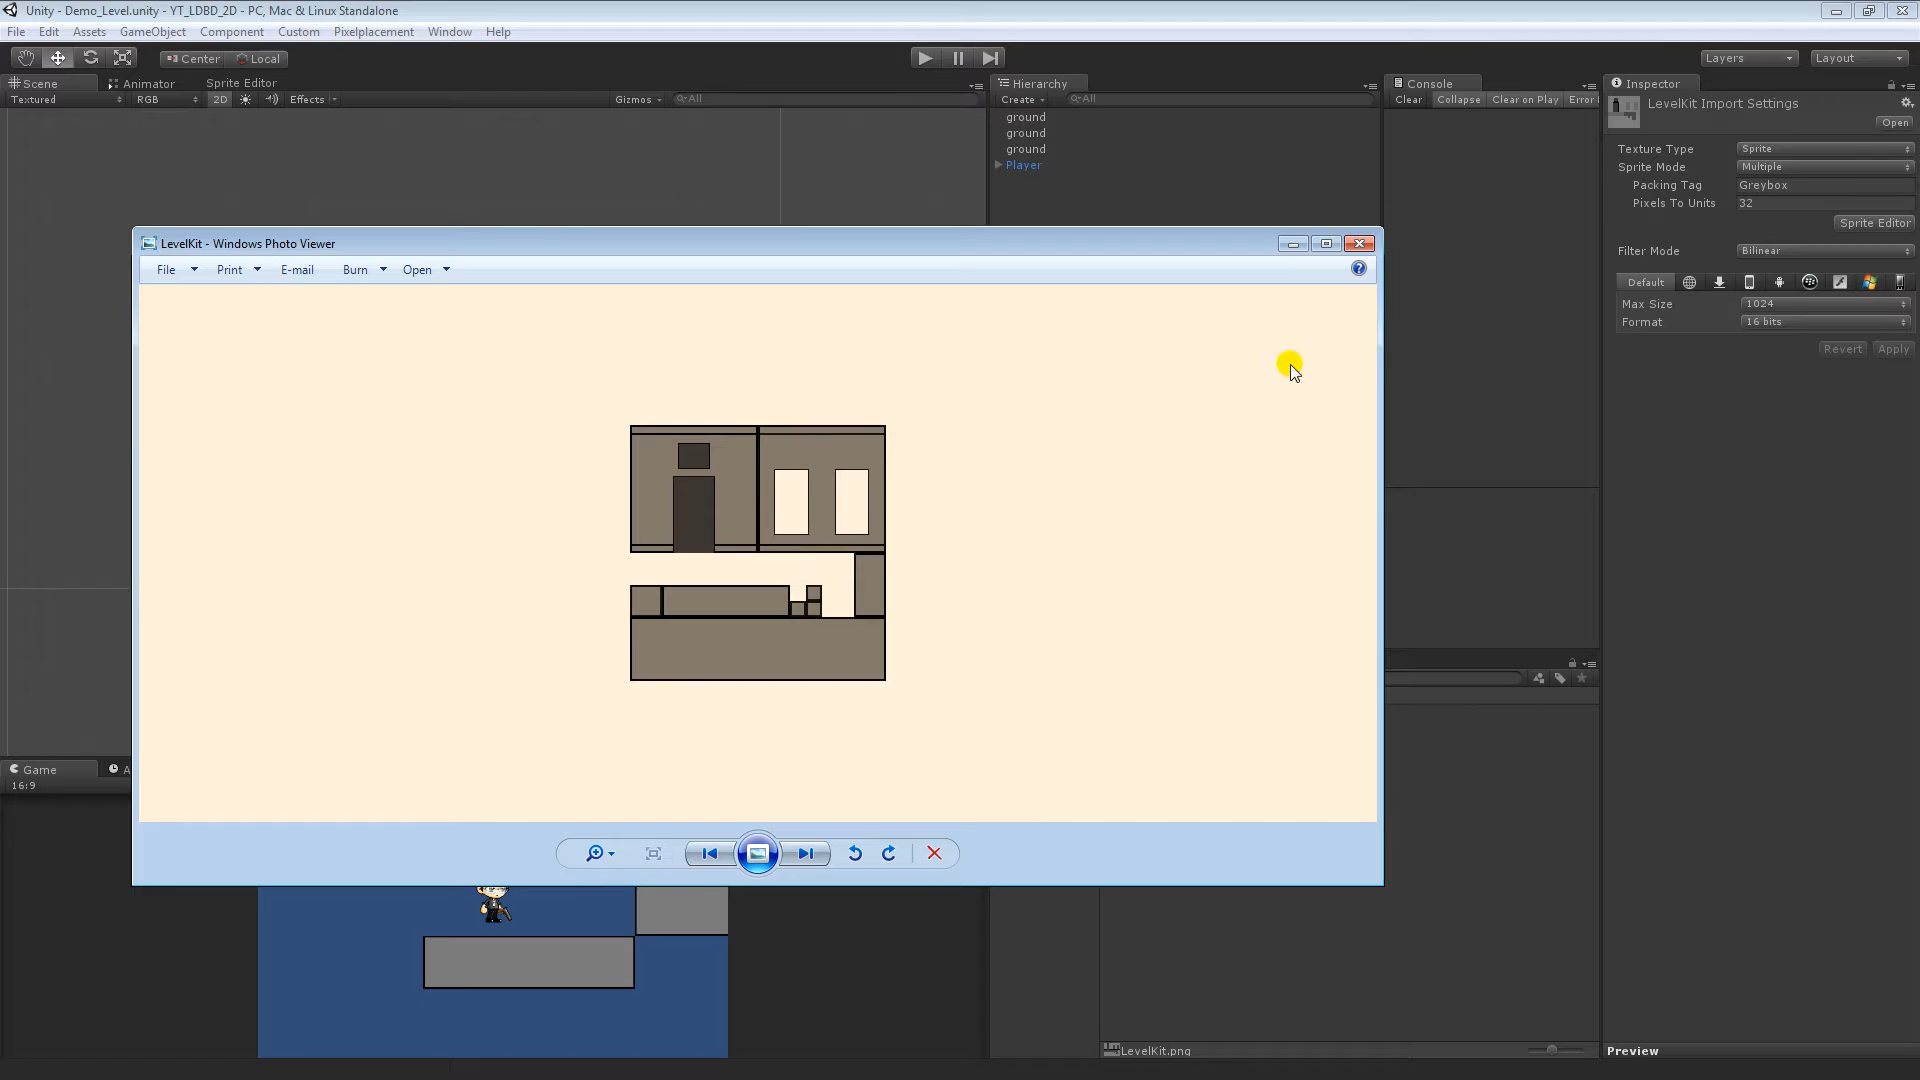 Unity - Demo_Level.unity - YT_LDBD_2D - PC, Mac & Linux Standalone
File Edit Assets GameObject Component Custom Pixelplacement Window Help
Center Local Layers Layout
Scene Animator Sprite Editor Hierarchy Console Inspector
Textured RGB 2D Effects Gizmos All Create All Clear Collapse Clear on Play Error
LevelKit Import Settings
Open
ground
ground
ground
Player
Texture Type Sprite
Sprite Mode Multiple
Packing Tag Greybox
Pixels To Units 32
Sprite Editor
Filter Mode Bilinear
Default
Max Size 1024
Format 16 bits
Revert Apply
LevelKit - Windows Photo Viewer
File Print E-mail Burn Open
Game
16:9
LevelKit.png
Preview